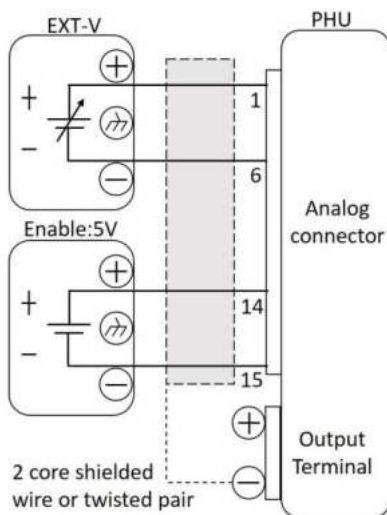 EXT-V
PHU
+
+
1
−
−
6
Analog
connector
Enable:5V
+
+
14
−
−
15
+
Output
Terminal
−
2 core shielded
wire or twisted pair